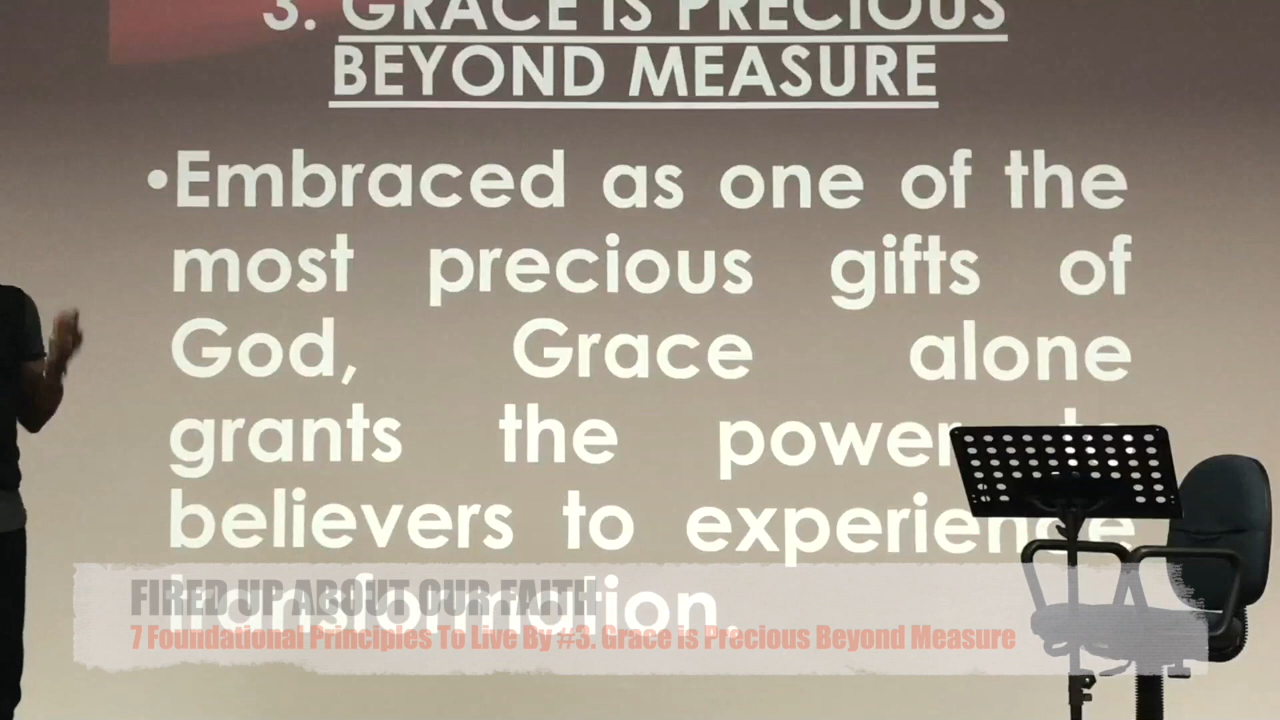 3. GRACE IS PRECIOUS
BEYOND MEASURE
•Embraced as one of the
most precious gifts of
God, Grace alone
grants the power to
believers to experience
transformation.
FIRED UP ABOUT OUR FAITH
7 Foundational Principles To Live By #3. Grace is Precious Beyond Measure